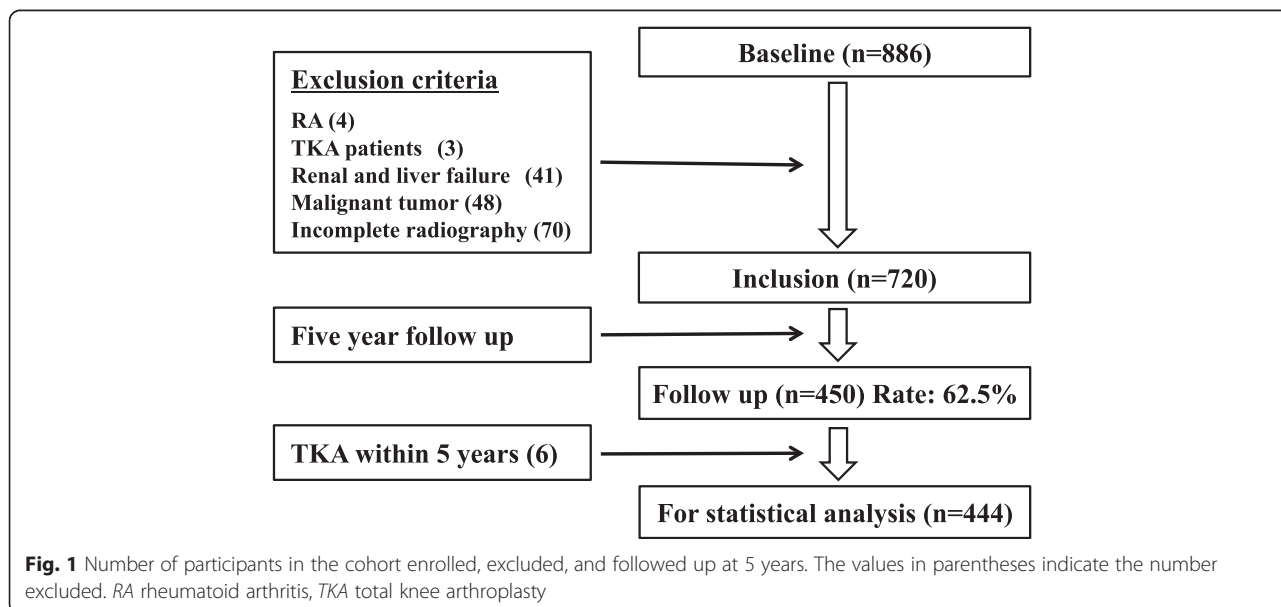 Baseline (n=886)
Exclusion criteria
RA (4)
TKA patients (3)
Renal and liver failure (41)
Malignant tumor (48)
Incomplete radiography (70)
Inclusion (n=720)
Five year follow up
Follow up (n=450) Rate: 62.5%
TKA within 5 years (6)
For statistical analysis (n=444)
Fig. 1 Number of participants in the cohort enrolled, excluded, and followed up at 5 years. The values in parentheses indicate the number
excluded. RA rheumatoid arthritis, TKA total knee arthroplasty